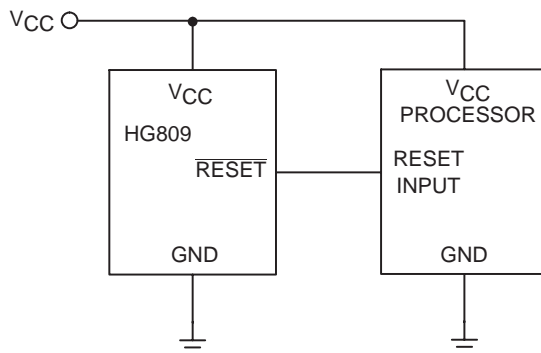 VCC
VCC
HG809
RESET
GND
VCC
PROCESSOR
RESET
INPUT
GND